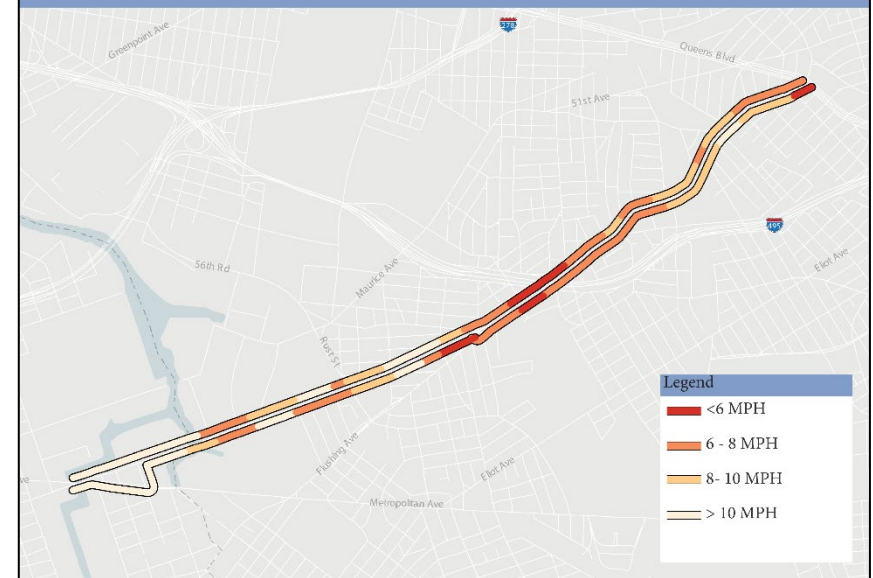 Greenpoint Ave
278
Queens Blvd
51st Ave
495
Eliot Ave
56th Rd
Maurice Ave
Rust St
Flushing Ave
Eliot Ave
ve
Metropolitan Ave
Legend
<6 MPH
6 - 8 MPH
8- 10 MPH
> 10 MPH